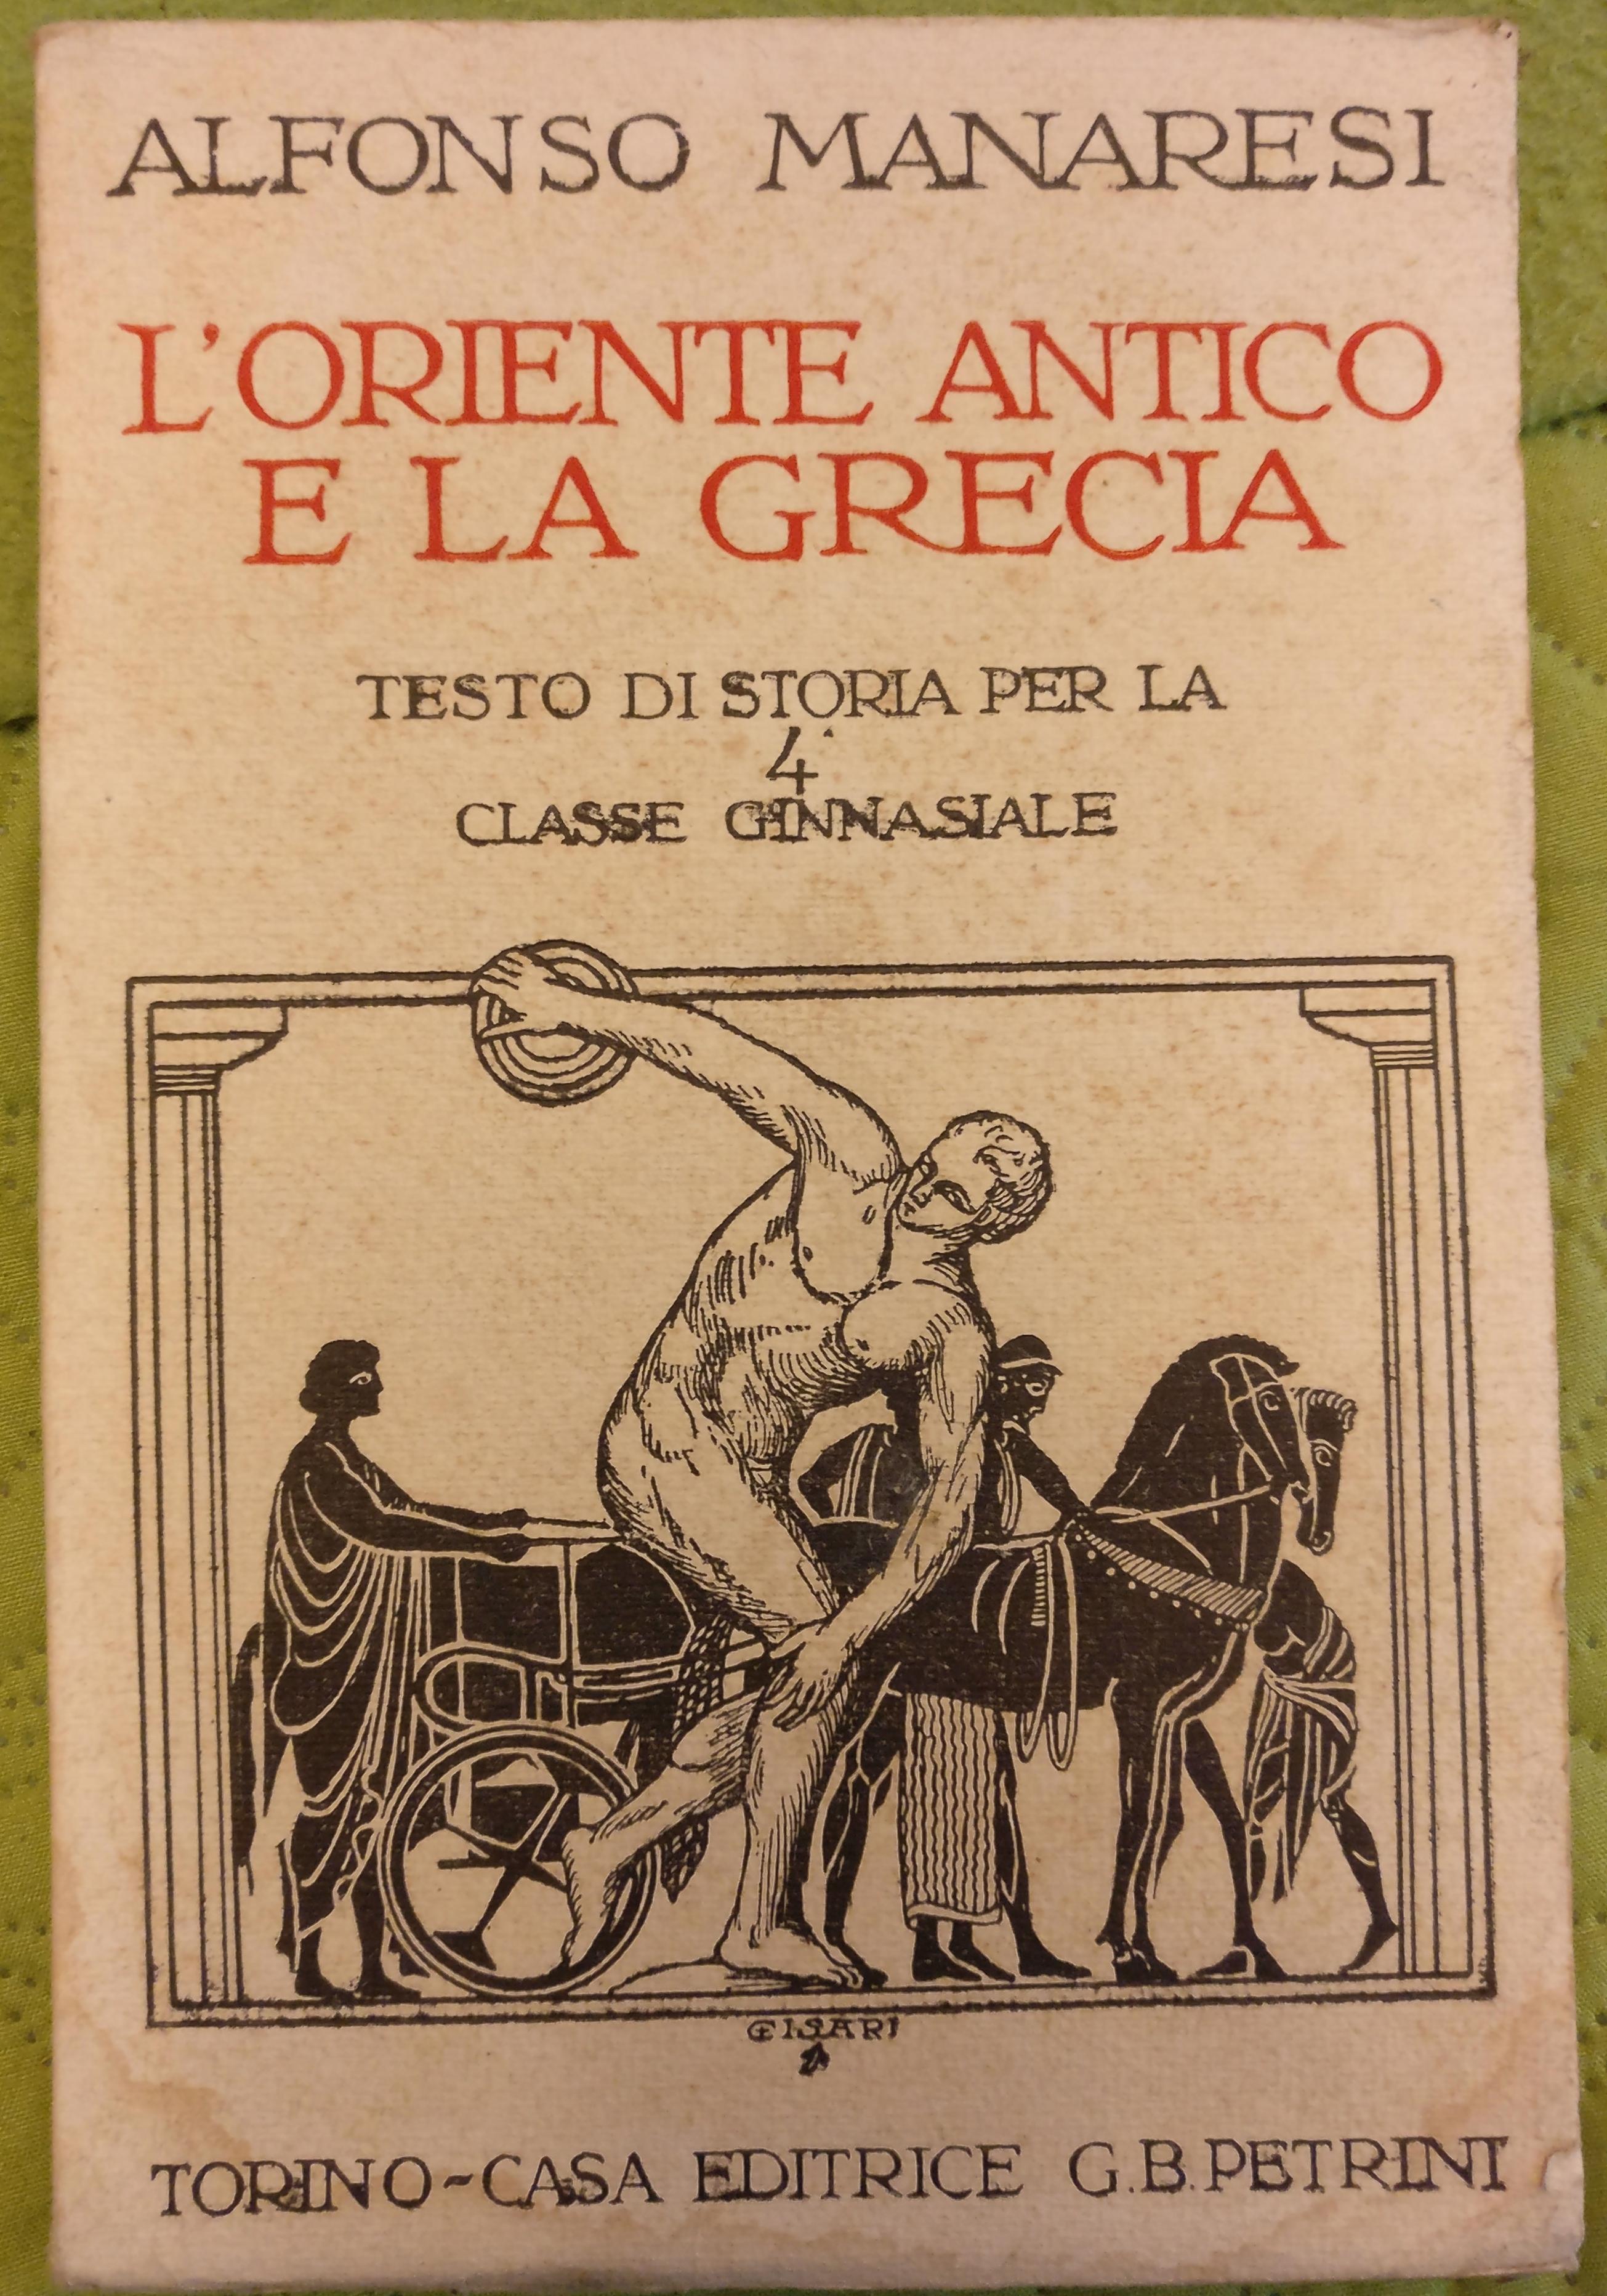 ALFONSO MANARESI
L'ORIENTE ANTICO
E LA GRECIA
TESTO DI STORIA PER LA
4ª
CLASSE GINNASIALE
CISARI
TORINO-CASA EDITRICE G.B.PETRINI